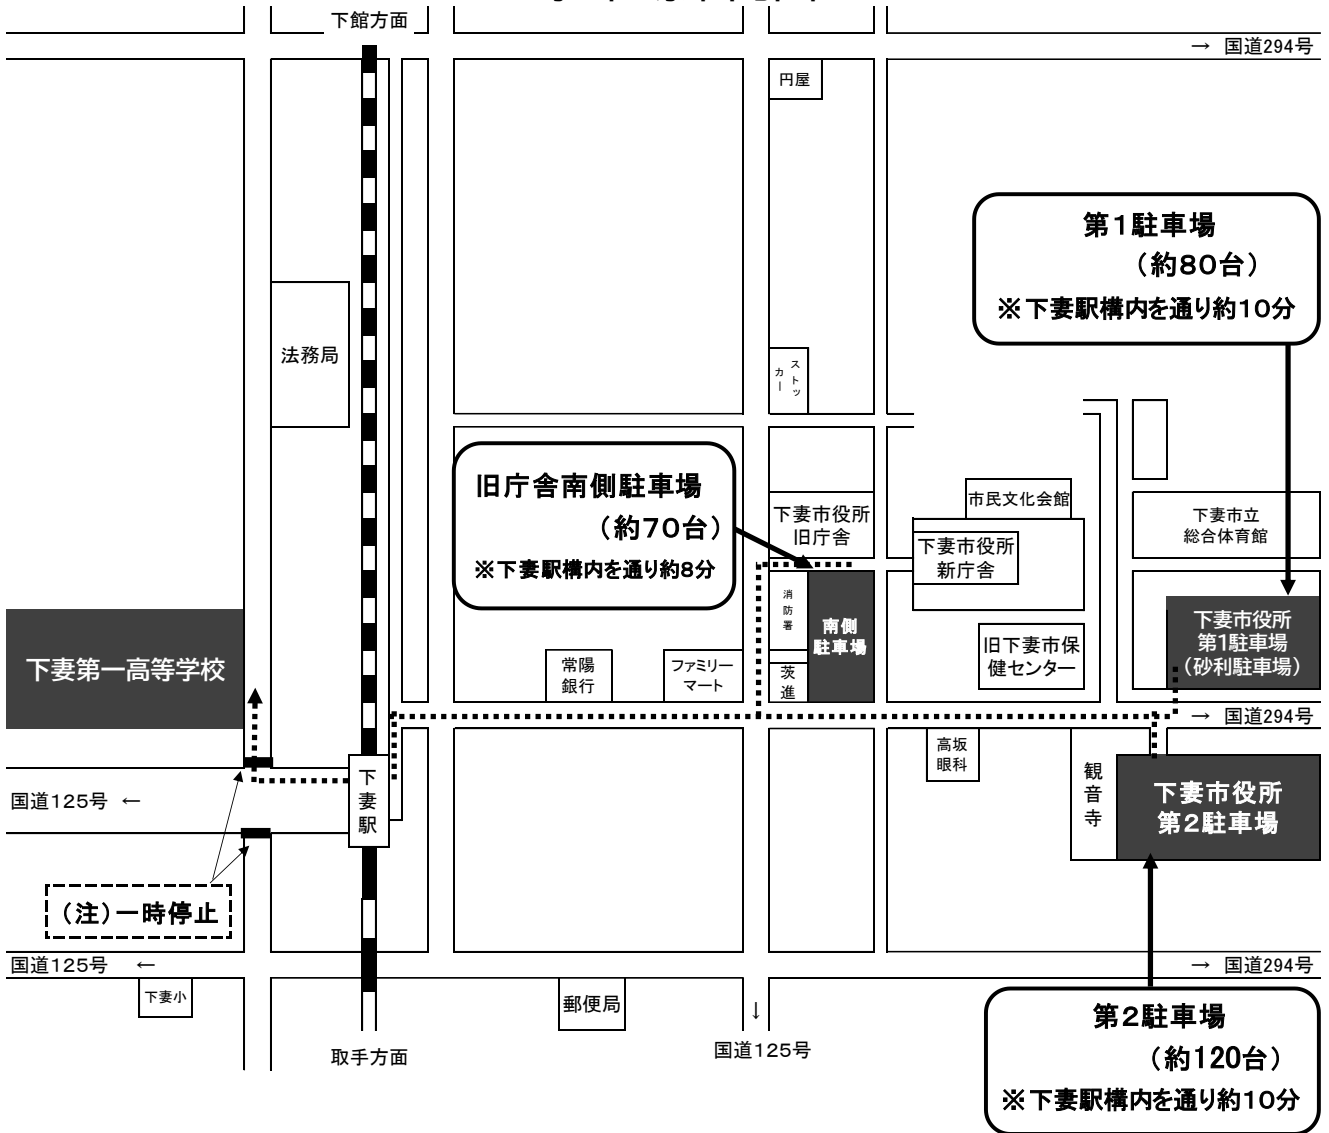 下館方面
→ 国道294号
円屋
第1駐車場
（約80台）
※下妻駅構内を通り約10分
法務局
ストッ
カー
旧庁舎南側駐車場
（約70台）
※下妻駅構内を通り約8分
下妻市役所
旧庁舎
市民文化会館
下妻市役所
新庁舎
下妻市立
総合体育館
消防署
南側
駐車場
下妻市役所
第1駐車場
（砂利駐車場）
旧下妻市保
健センター
下妻第一高等学校
常陽
銀行
ファミリー
マート
茨進
→ 国道294号
高坂
眼科
観音寺
下妻市役所
第2駐車場
下妻駅
国道125号 ←
（注）一時停止
国道125号 ←
→ 国道294号
下妻小
郵便局
↓
国道125号
取手方面
第2駐車場
（約120台）
※下妻駅構内を通り約10分